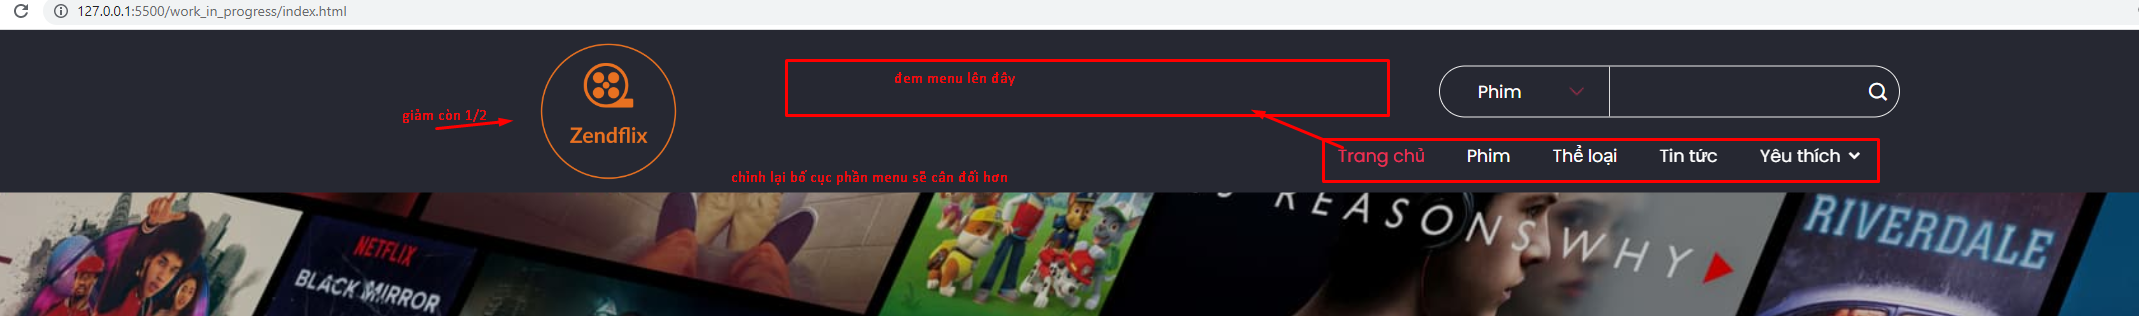 127.0.0.1:5500/work_in_progress/index.html
đem menu lên đây
Phim
giảm còn 1/2
Zendflix
Trang chủ
Phim
Thể loại
Tin tức
Yêu thích
chỉnh lại bố cục phần menu sẽ cân đối hơn
REASONS
WHY
RIVERDALE
NETFLIX
BLACK MIRROR